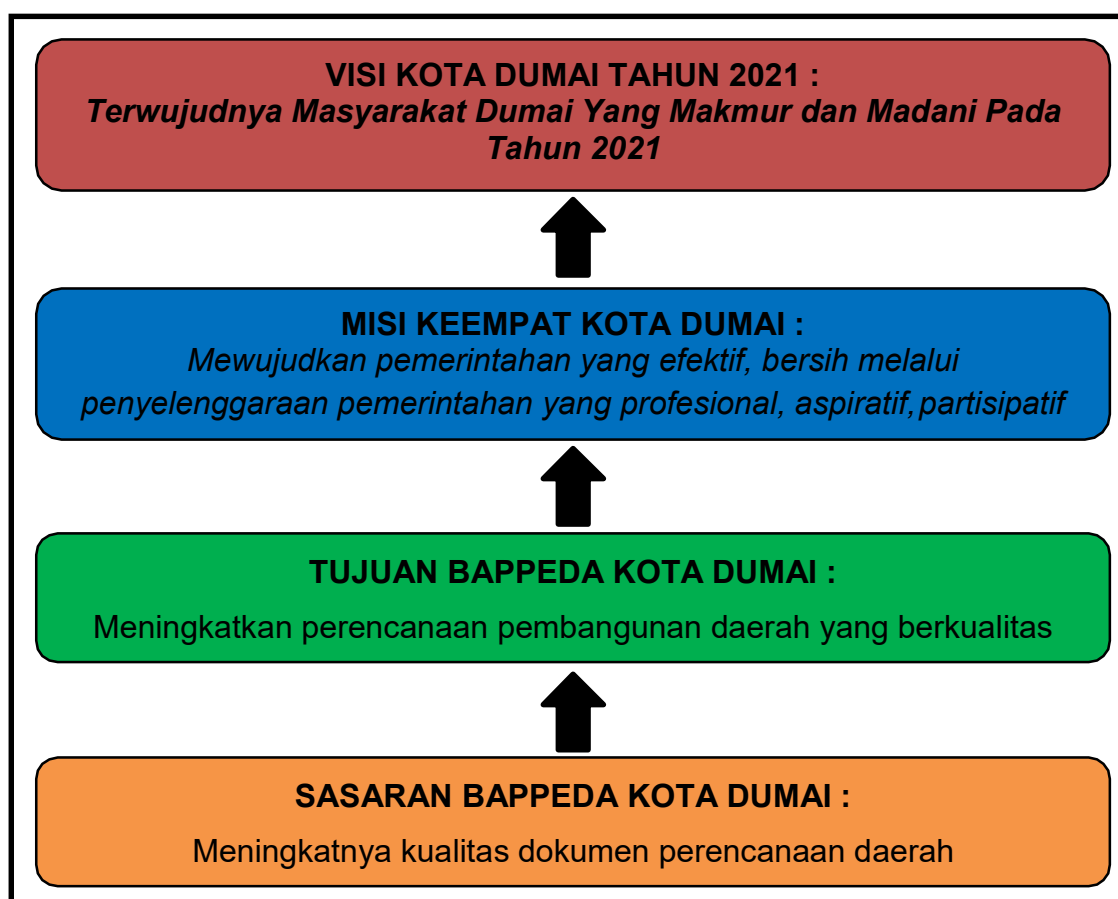 VISI KOTA DUMAI TAHUN 2021 :
Terwujudnya Masyarakat Dumai Yang Makmur dan Madani Pada
Tahun 2021
MISI KEEMPAT KOTA DUMAI :
Mewujudkan pemerintahan yang efektif, bersih melalui
penyelenggaraan pemerintahan yang profesional, aspiratif, partisipatif
TUJUAN BAPPEDA KOTA DUMAI :
Meningkatkan perencanaan pembangunan daerah yang berkualitas
SASARAN BAPPEDA KOTA DUMAI :
Meningkatnya kualitas dokumen perencanaan daerah